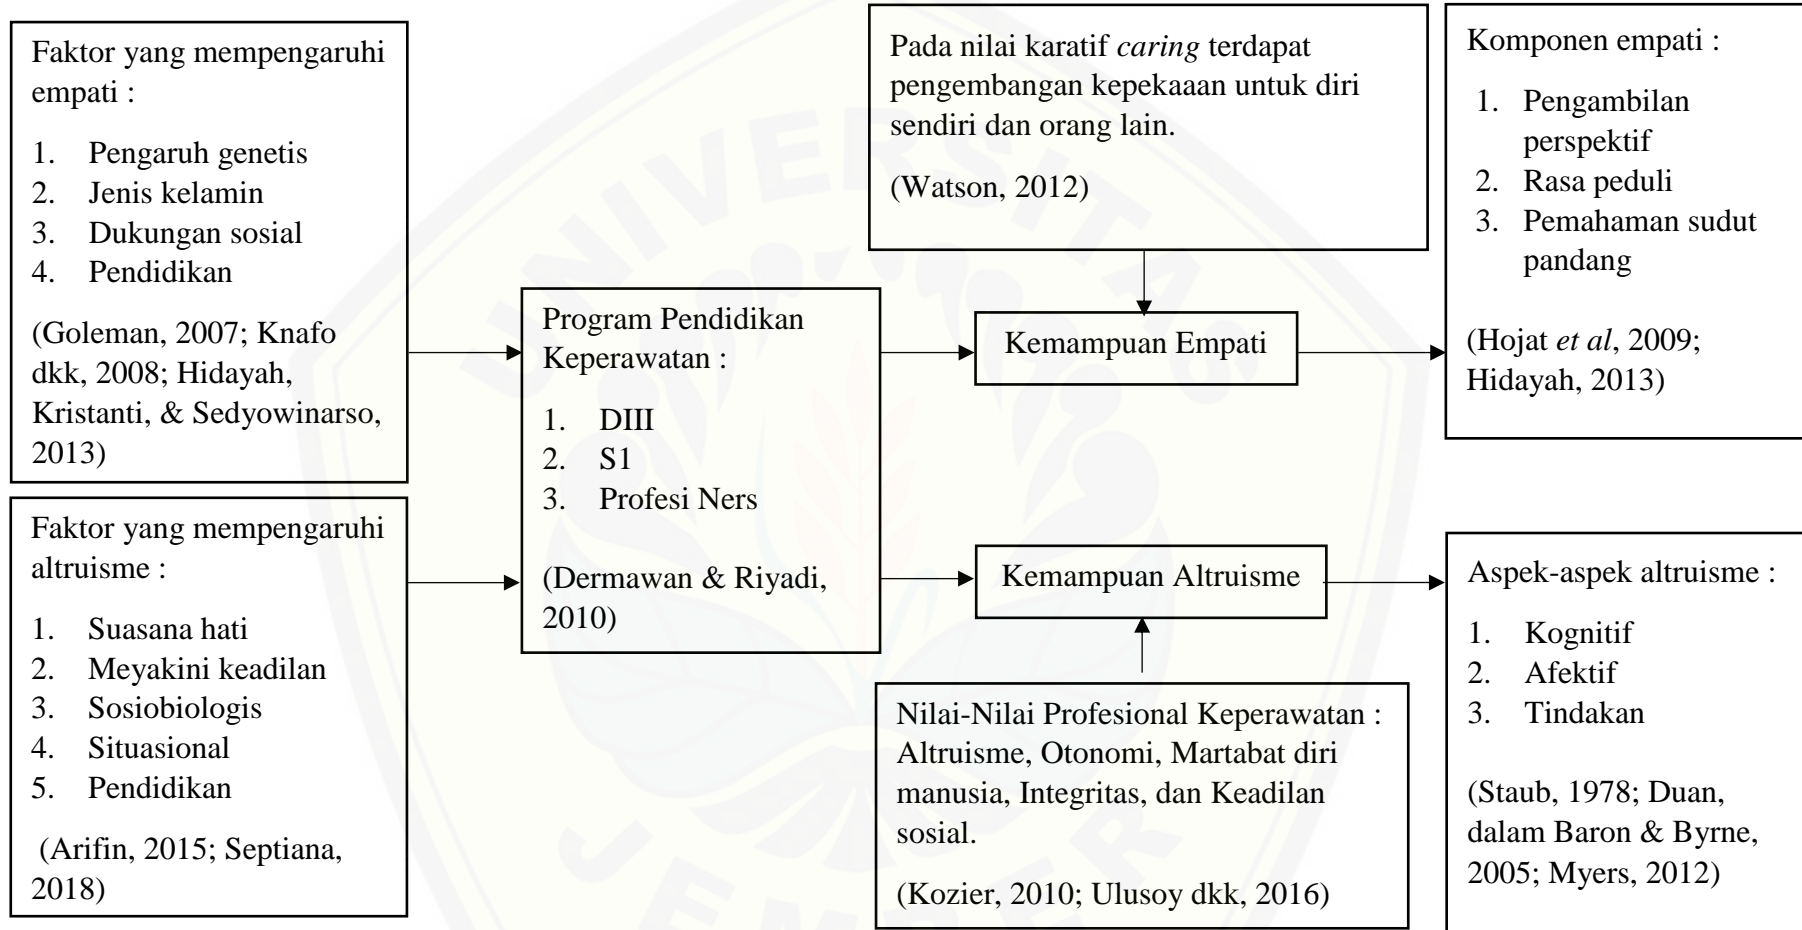 Faktor yang mempengaruhi
empati :
1. Pengaruh genetis
2. Jenis kelamin
3. Dukungan sosial
4. Pendidikan
(Goleman, 2007; Knafo
dkk, 2008; Hidayah,
Kristanti, & Sedyowinarso,
2013)
Faktor yang mempengaruhi
altruisme :
1. Suasana hati
2. Meyakini keadilan
3. Sosiobiologis
4. Situasional
5. Pendidikan
(Arifin, 2015; Septiana,
2018)
Program Pendidikan
Keperawatan :
1. DIII
2. S1
3. Profesi Ners
(Dermawan & Riyadi,
2010)
Pada nilai karatif caring terdapat
pengembangan kepekaaan untuk diri
sendiri dan orang lain.
(Watson, 2012)
Kemampuan Empati
Kemampuan Altruisme
Nilai-Nilai Profesional Keperawatan :
Altruisme, Otonomi, Martabat diri
manusia, Integritas, dan Keadilan
sosial.
(Kozier, 2010; Ulusoy dkk, 2016)
Komponen empati :
1. Pengambilan
perspektif
2. Rasa peduli
3. Pemahaman sudut
pandang
(Hojat et al, 2009;
Hidayah, 2013)
Aspek-aspek altruisme :
1. Kognitif
2. Afektif
3. Tindakan
(Staub, 1978; Duan,
dalam Baron & Byrne,
2005; Myers, 2012)
UNIVERSITAS
JEMBER